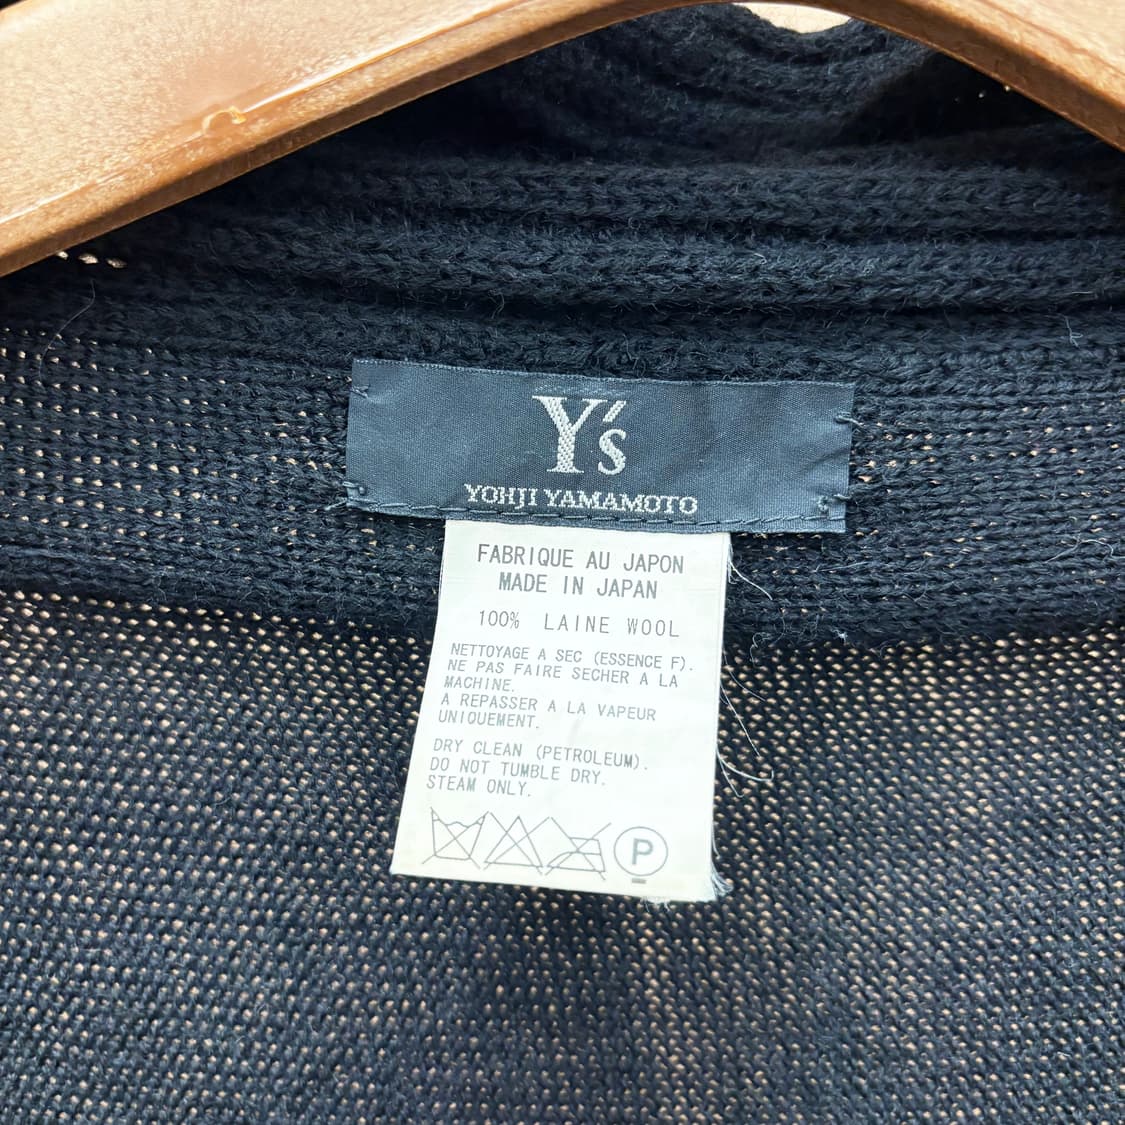 Y's
YOHJI YAMAMOTO
FABRIQUE AU JAPON
MADE IN JAPAN
100% LAINE WOOL
NETTOYAGE A SEC (ESSENCE F).
NE PAS FAIRE SECHER A LA
MACHINE.
A REPASSER A LA VAPEUR
UNIQUEMENT.
DRY CLEAN (PETROLEUM).
DO NOT TUMBLE DRY.
STEAM ONLY.
P